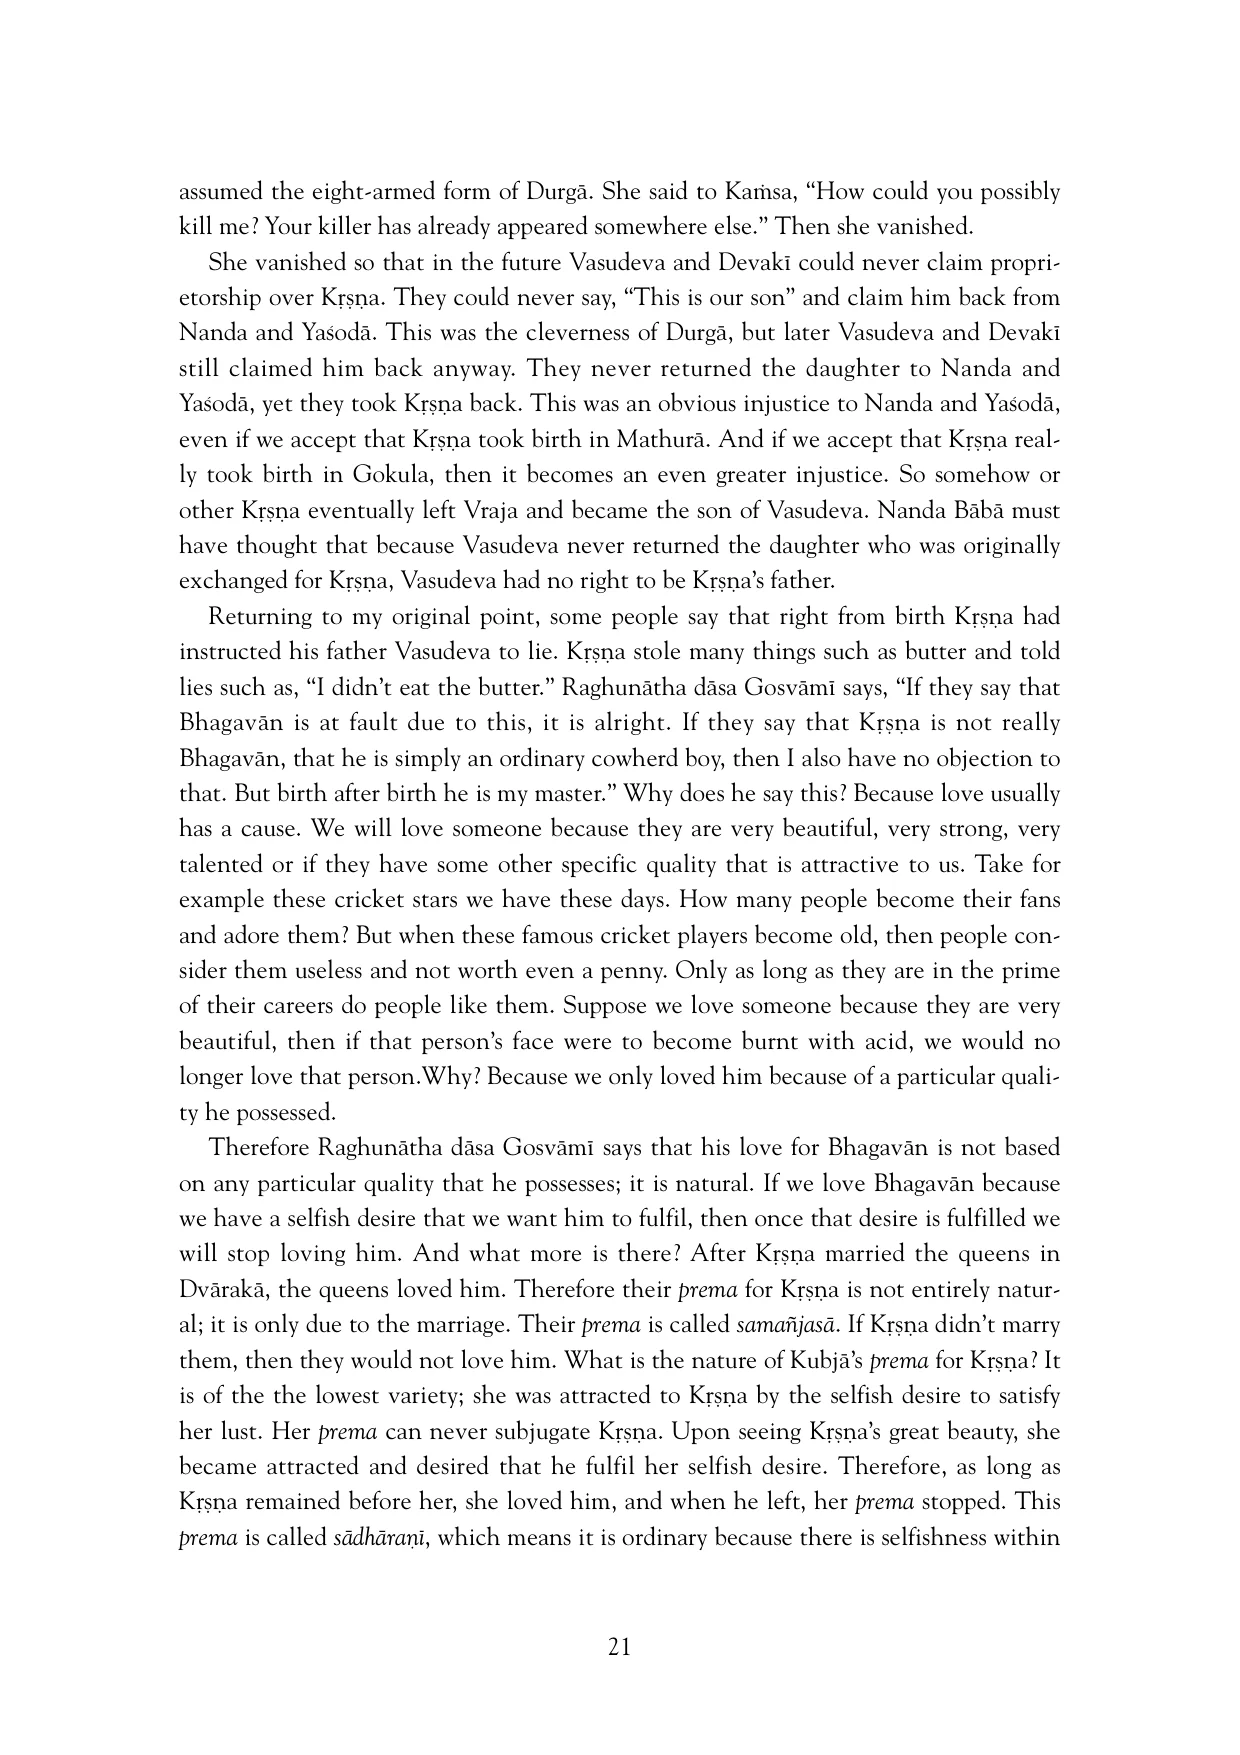 assumed the eight-armed form of Durgā. She said to Kaṁsa, “How could you possibly
kill me? Your killer has already appeared somewhere else.” Then she vanished.
She vanished so that in the future Vasudeva and Devakī could never claim propri-
etorship over Kṛṣṇa. They could never say, “This is our son” and claim him back from
Nanda and Yaśodā. This was the cleverness of Durgā, but later Vasudeva and Devakī
still claimed him back anyway. They never returned the daughter to Nanda and
Yaśodā, yet they took Kṛṣṇa back. This was an obvious injustice to Nanda and Yaśodā,
even if we accept that Kṛṣṇa took birth in Mathurā. And if we accept that Kṛṣṇa real-
ly took birth in Gokula, then it becomes an even greater injustice. So somehow or
other Kṛṣṇa eventually left Vraja and became the son of Vasudeva. Nanda Bābā must
have thought that because Vasudeva never returned the daughter who was originally
exchanged for Kṛṣṇa, Vasudeva had no right to be Kṛṣṇa’s father.
Returning to my original point, some people say that right from birth Kṛṣṇa had
instructed his father Vasudeva to lie. Kṛṣṇa stole many things such as butter and told
lies such as, “I didn’t eat the butter.” Raghunātha dāsa Gosvāmī says, “If they say that
Bhagavān is at fault due to this, it is alright. If they say that Kṛṣṇa is not really
Bhagavān, that he is simply an ordinary cowherd boy, then I also have no objection to
that. But birth after birth he is my master.” Why does he say this? Because love usually
has a cause. We will love someone because they are very beautiful, very strong, very
talented or if they have some other specific quality that is attractive to us. Take for
example these cricket stars we have these days. How many people become their fans
and adore them? But when these famous cricket players become old, then people con-
sider them useless and not worth even a penny. Only as long as they are in the prime
of their careers do people like them. Suppose we love someone because they are very
beautiful, then if that person’s face were to become burnt with acid, we would no
longer love that person.Why? Because we only loved him because of a particular quali-
ty he possessed.
Therefore Raghunātha dāsa Gosvāmī says that his love for Bhagavān is not based
on any particular quality that he possesses; it is natural. If we love Bhagavān because
we have a selfish desire that we want him to fulfil, then once that desire is fulfilled we
will stop loving him. And what more is there? After Kṛṣṇa married the queens in
Dvārakā, the queens loved him. Therefore their prema for Kṛṣṇa is not entirely natur-
al; it is only due to the marriage. Their prema is called samañjasā. If Kṛṣṇa didn’t marry
them, then they would not love him. What is the nature of Kubjā’s prema for Kṛṣṇa? It
is of the the lowest variety; she was attracted to Kṛṣṇa by the selfish desire to satisfy
her lust. Her prema can never subjugate Kṛṣṇa. Upon seeing Kṛṣṇa’s great beauty, she
became attracted and desired that he fulfil her selfish desire. Therefore, as long as
Kṛṣṇa remained before her, she loved him, and when he left, her prema stopped. This
prema is called sādhāraṇī, which means it is ordinary because there is selfishness within
21